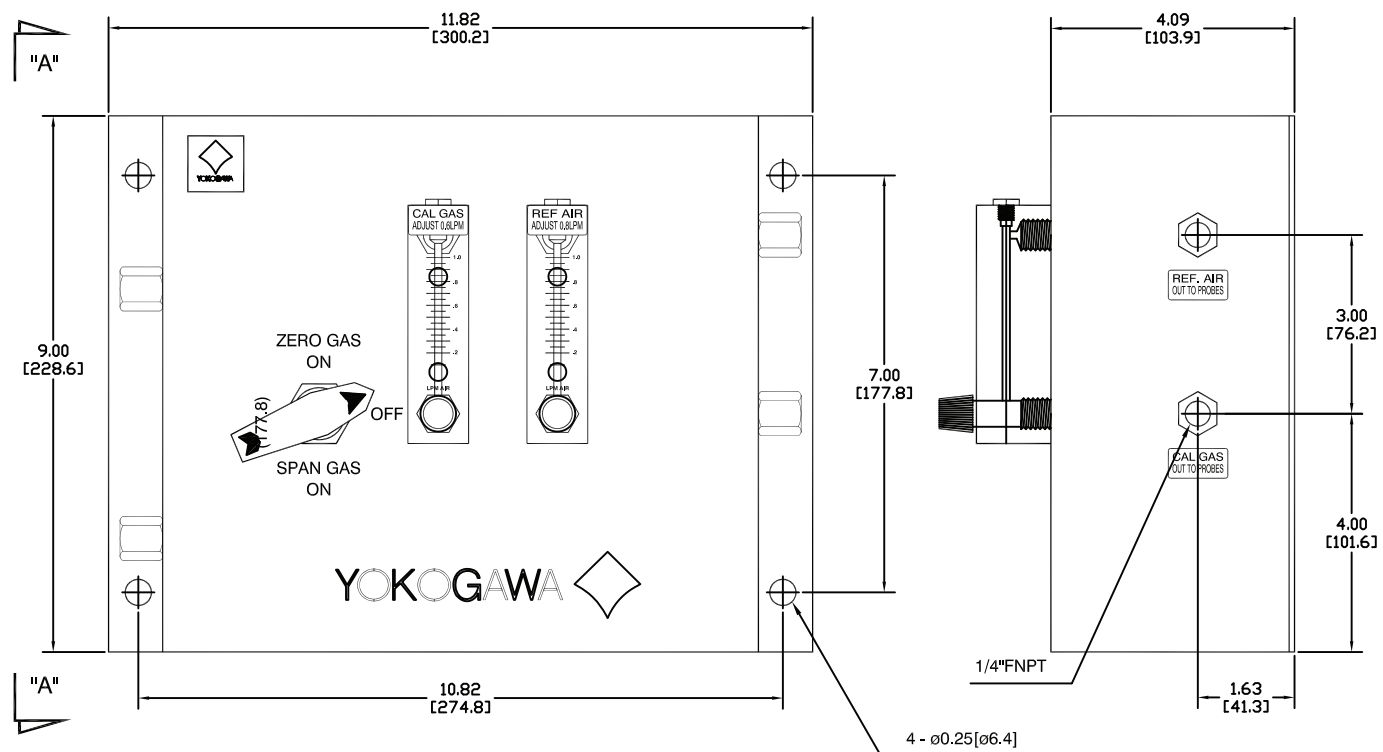 11.82
[300.2]
4.09
[103.9]
"A"
YOKOGAWA
CAL GAS
ADJUST 0.8LPM
REF AIR
ADJUST 0.8LPM
1.0
.8
.6
.4
.2
LPM AIR
1.0
.8
.6
.4
.2
LPM AIR
ZERO GAS
ON
OFF
(177.8)
SPAN GAS
ON
9.00
[228.6]
7.00
[177.8]
REF. AIR
OUT TO PROBES
3.00
[76.2]
CAL GAS
OUT TO PROBES
4.00
[101.6]
YOKOGAWA
"A"
10.82
[274.8]
1/4"FNPT
1.63
[41.3]
4 - ø0.25[ø6.4]